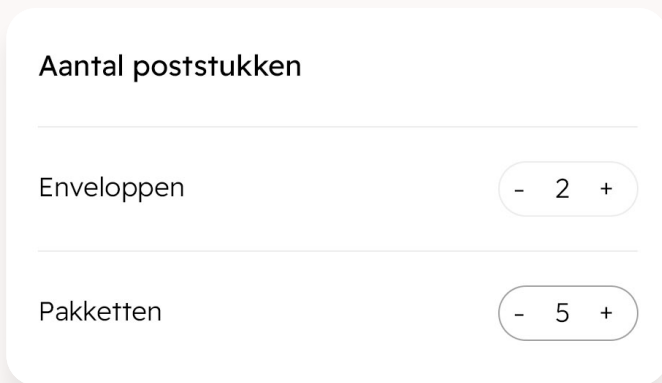 Aantal poststukken
Enveloppen - 2 +
Pakketten - 5 +